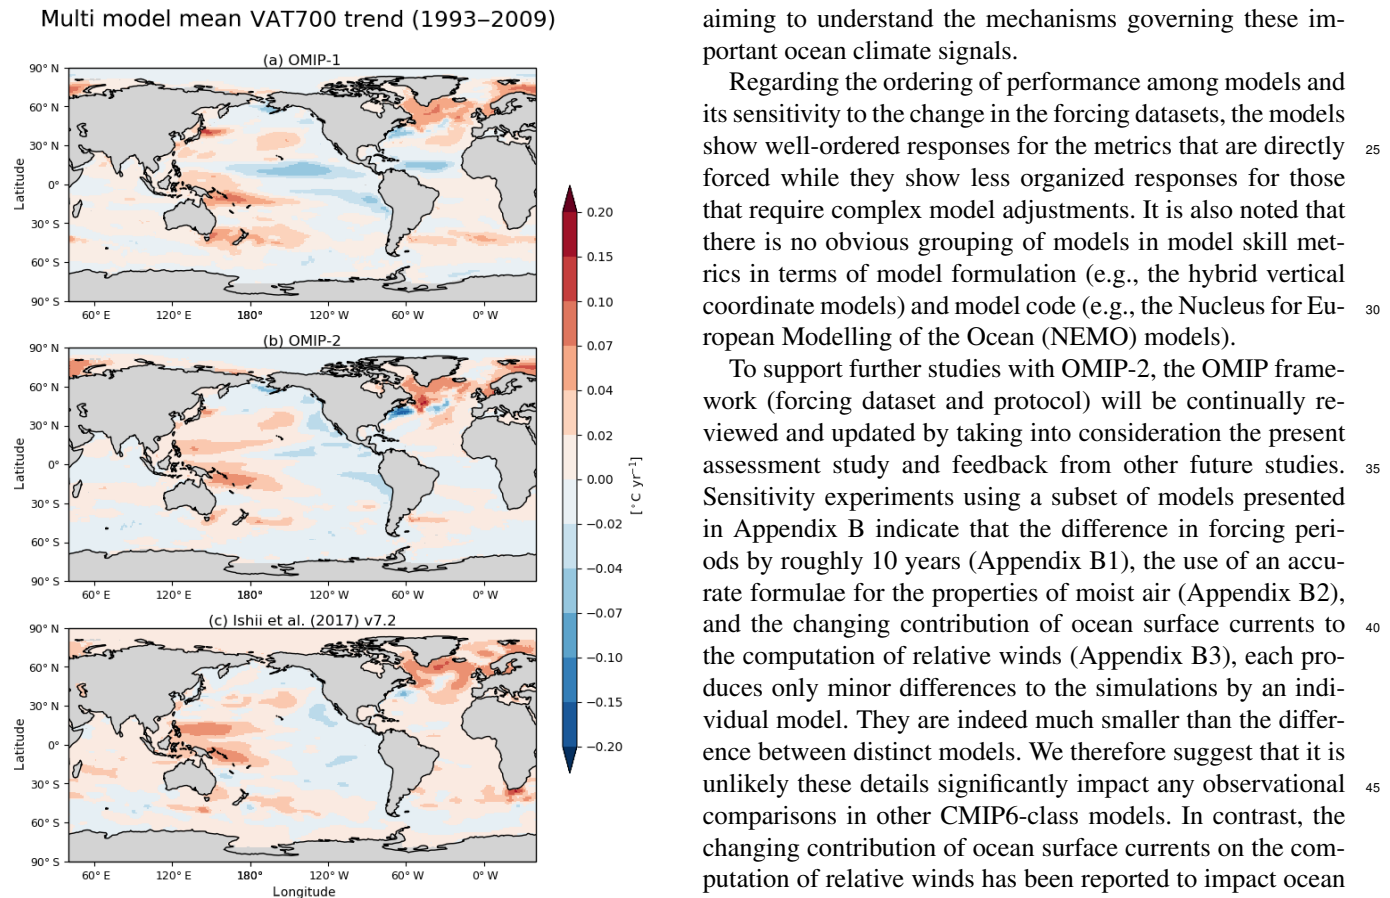 Multi model mean VAT700 trend (1993–2009)
(a) OMIP-1
90° N
60° N
30° N
0°
30° S
60° S
90° S
Latitude
60° E 120° E 180° 120° W 60° W 0° W
(b) OMIP-2
90° N
60° N
30° N
0°
30° S
60° S
90° S
Latitude
60° E 120° E 180° 120° W 60° W 0° W
(c) Ishii et al. (2017) v7.2
90° N
60° N
30° N
0°
30° S
60° S
90° S
Latitude
60° E 120° E 180° 120° W 60° W 0° W
Longitude
0.20
0.15
0.10
0.07
0.04
0.02
0.00
−0.02
−0.04
−0.07
−0.10
−0.15
−0.20
[°C yr⁻¹]
aiming to understand the mechanisms governing these im-
portant ocean climate signals.
Regarding the ordering of performance among models and
its sensitivity to the change in the forcing datasets, the models
show well-ordered responses for the metrics that are directly 25
forced while they show less organized responses for those
that require complex model adjustments. It is also noted that
there is no obvious grouping of models in model skill met-
rics in terms of model formulation (e.g., the hybrid vertical
coordinate models) and model code (e.g., the Nucleus for Eu- 30
ropean Modelling of the Ocean (NEMO) models).
To support further studies with OMIP-2, the OMIP frame-
work (forcing dataset and protocol) will be continually re-
viewed and updated by taking into consideration the present
assessment study and feedback from other future studies. 35
Sensitivity experiments using a subset of models presented
in Appendix B indicate that the difference in forcing peri-
ods by roughly 10 years (Appendix B1), the use of an accu-
rate formulae for the properties of moist air (Appendix B2),
and the changing contribution of ocean surface currents to 40
the computation of relative winds (Appendix B3), each pro-
duces only minor differences to the simulations by an indi-
vidual model. They are indeed much smaller than the differ-
ence between distinct models. We therefore suggest that it is
unlikely these details significantly impact any observational 45
comparisons in other CMIP6-class models. In contrast, the
changing contribution of ocean surface currents on the com-
putation of relative winds has been reported to impact ocean